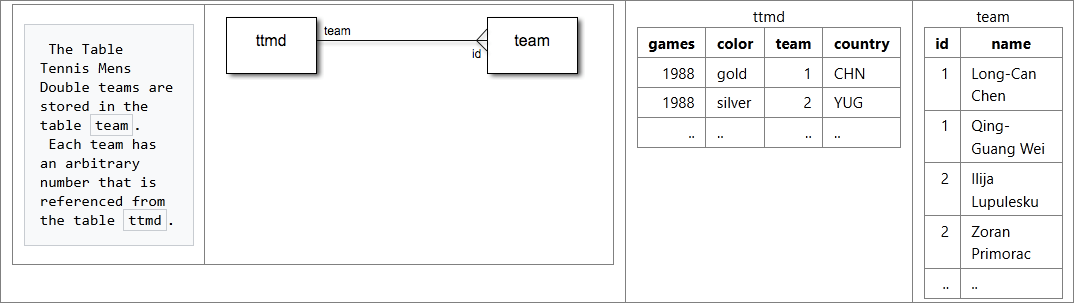 The Table
Tennis Mens
Double teams are
stored in the
table team.
Each team has
an arbitrary
number that is
referenced from
the table ttmd.
ttmd
team
id
team
ttmd
games color team country
1988 gold 1 CHN
1988 silver 2 YUG
.. .. .. ..
team
id name
1 Long-Can
Chen
1 Qing-
Guang Wei
2 Ilija
Lupulesku
2 Zoran
Primorac
.. ..